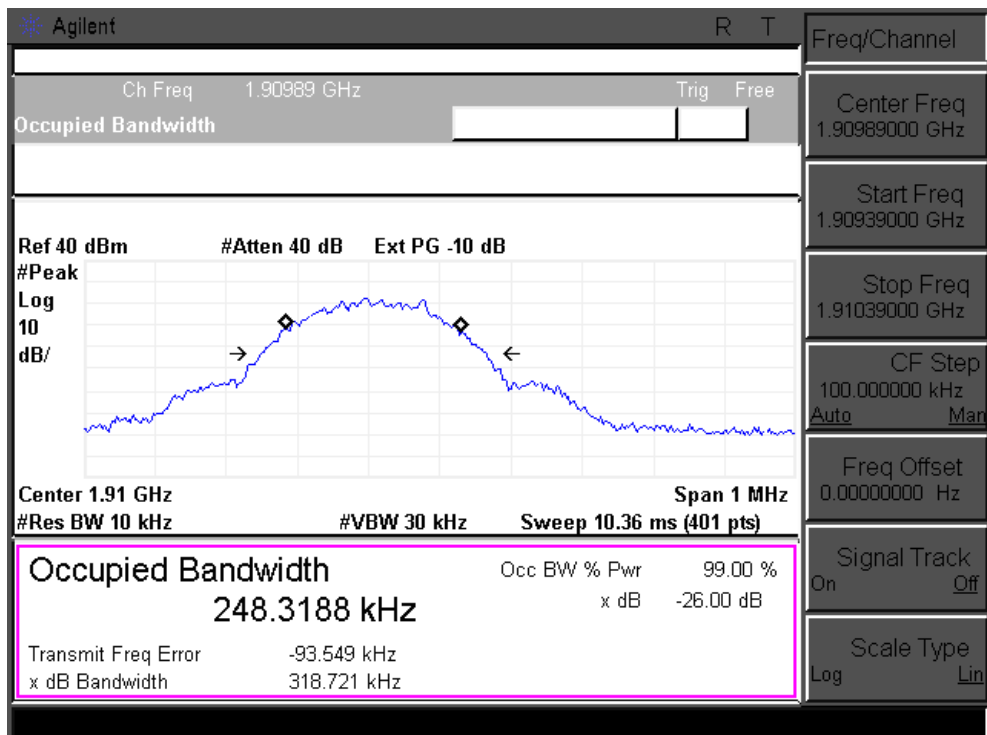 Agilent R T
Ch Freq 1.90989 GHz Trig Free
Occupied Bandwidth
Ref 40 dBm #Atten 40 dB Ext PG -10 dB
#Peak
Log
10
dB/
Center 1.91 GHz Span 1 MHz
#Res BW 10 kHz #VBW 30 kHz Sweep 10.36 ms (401 pts)
Occupied Bandwidth
248.3188 kHz
Occ BW % Pwr 99.00 %
x dB -26.00 dB
Transmit Freq Error -93.549 kHz
x dB Bandwidth 318.721 kHz
Freq/Channel
Center Freq
1.90989000 GHz
Start Freq
1.90939000 GHz
Stop Freq
1.91039000 GHz
CF Step
100.000000 kHz
Auto Man
Freq Offset
0.00000000 Hz
Signal Track
On Off
Scale Type
Log Lin